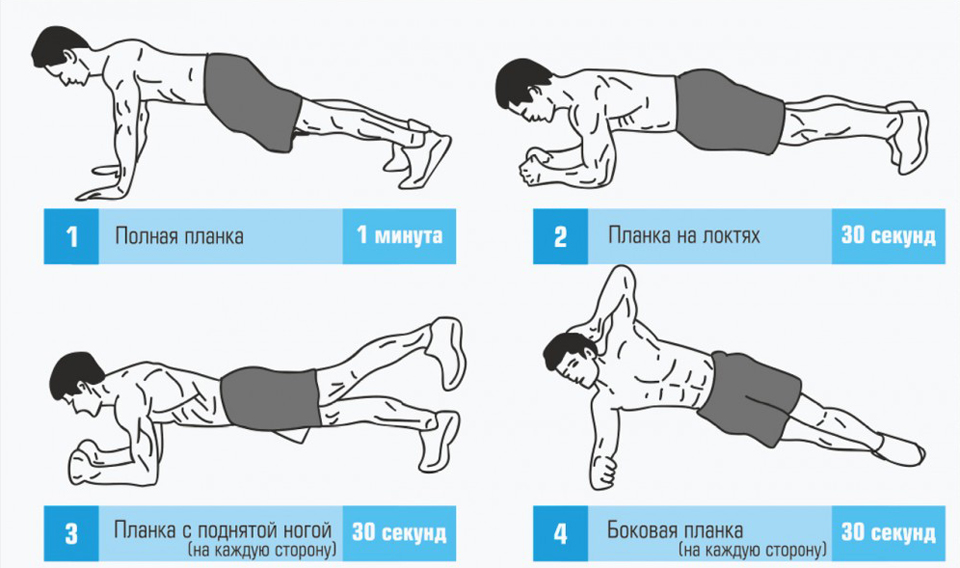 1 Полная планка 1 минута
2 Планка на локтях 30 секунд
3 Планка с поднятой ногой 30 секунд
(на каждую сторону)
4 Боковая планка 30 секунд
(на каждую сторону)